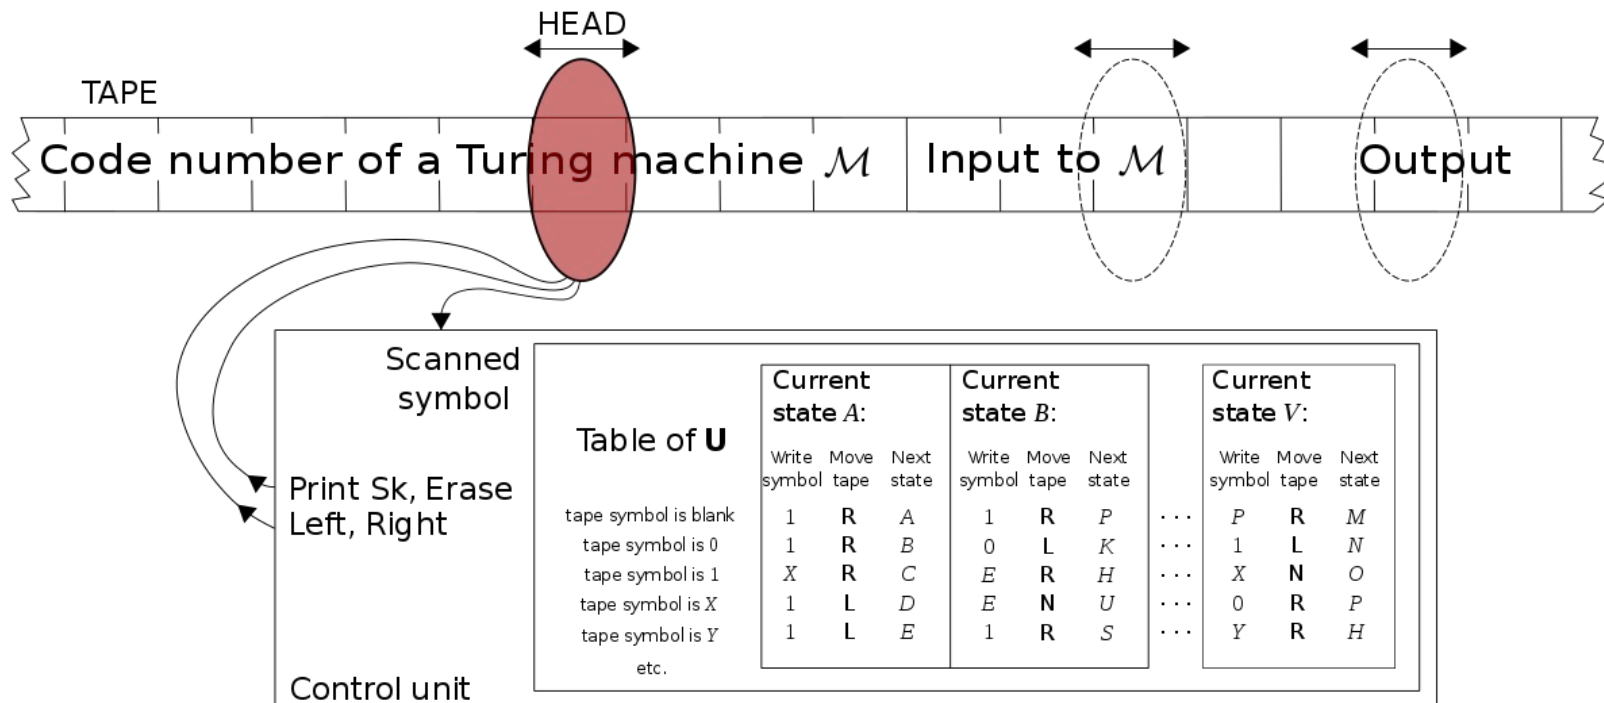 HEAD
TAPE
Code number of a Turing machine ℳ Input to ℳ Output
Scanned
symbol
Print Sk, Erase
Left, Right
Control unit
Table of U
Current Current Current
state A: state B: state V:
Write Move Next Write Move Next Write Move Next
symbol tape state symbol tape state symbol tape state
tape symbol is blank 1 R A 1 R P ··· P R M
tape symbol is 0 1 R B 0 L K ··· 1 L N
tape symbol is 1 X R C E R H ··· X N O
tape symbol is X 1 L D E N U ··· 0 R P
tape symbol is Y 1 L E 1 R S ··· Y R H
etc.